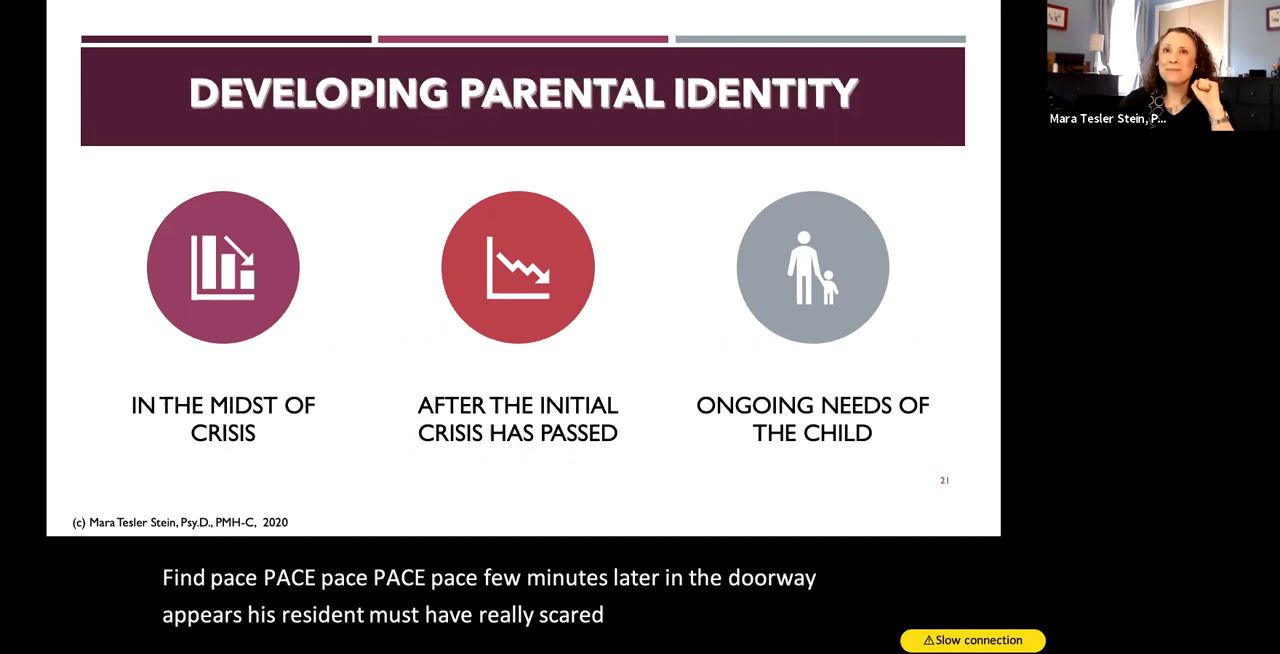 DEVELOPING PARENTAL IDENTITY
Mara Tesler Stein, P...
IN THE MIDST OF
CRISIS
AFTER THE INITIAL
CRISIS HAS PASSED
ONGOING NEEDS OF
THE CHILD
21
(c) Mara Tesler Stein, Psy.D., PMH-C, 2020
Find pace PACE pace PACE pace few minutes later in the doorway
appears his resident must have really scared
⚠Slow connection